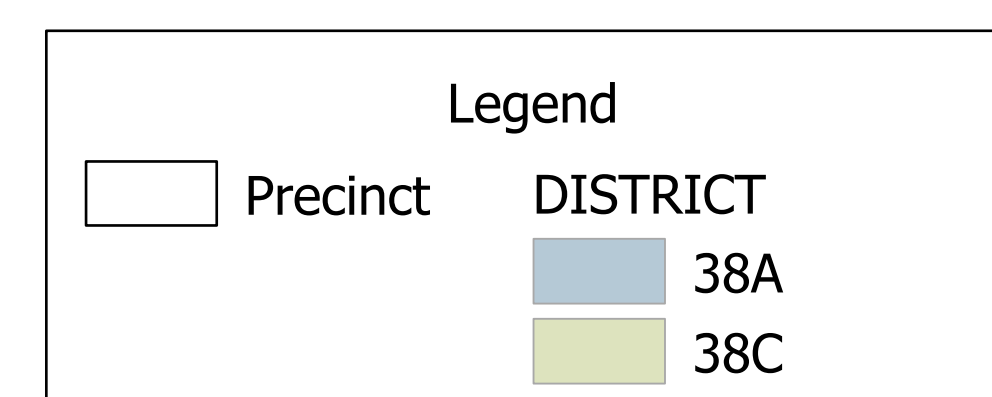 Legend
Precinct
DISTRICT
38A
38C